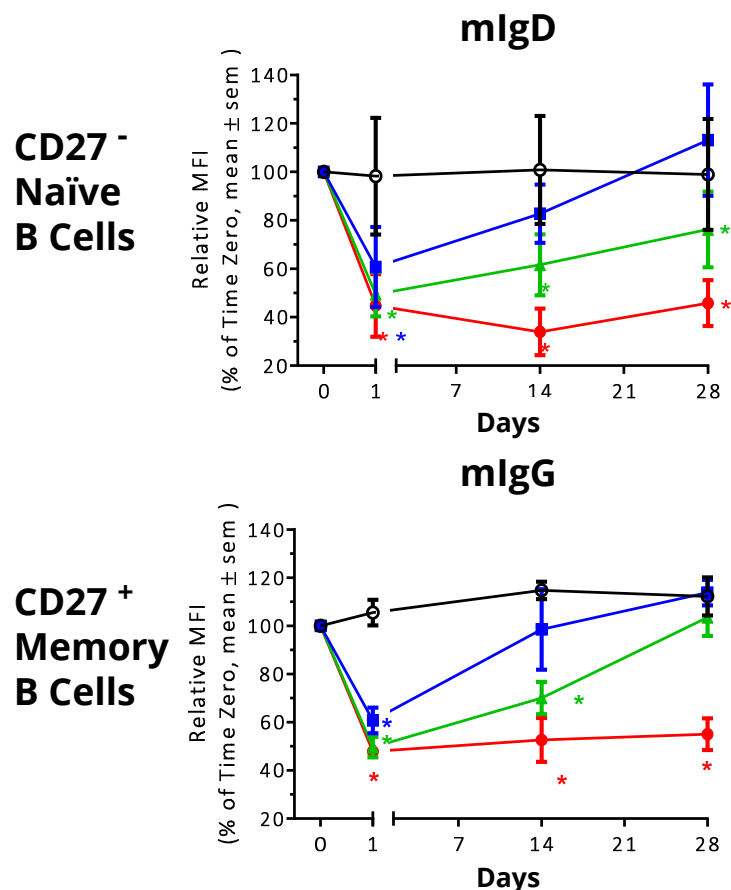 mIgD
CD27 -
Naïve
B Cells
Relative MFI
(% of Time Zero, mean ± sem )
140
120
100
80
60
40
20
* * *
*
*
*
*
0 1 7 14 21 28
Days
mIgG
CD27 +
Memory
B Cells
Relative MFI
(% of Time Zero, mean ± sem )
140
120
100
80
60
40
20
*
*
*
*
*
*
0 1 7 14 21 28
Days